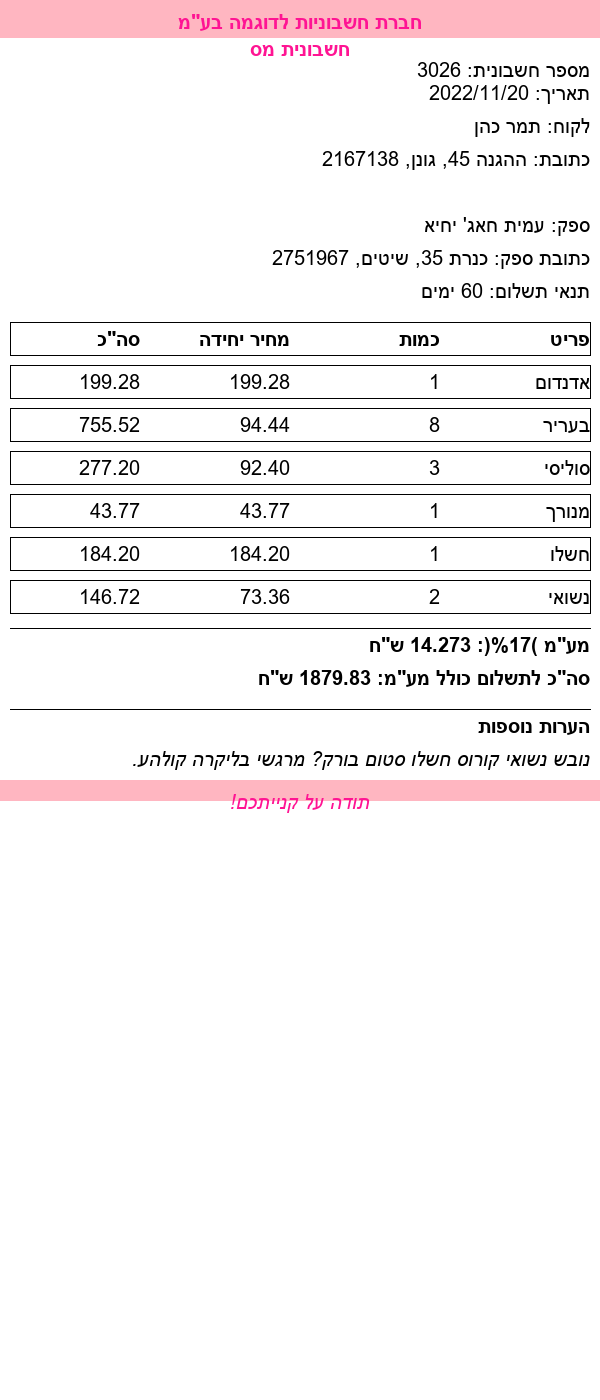 חברת חשבוניות לדוגמה בע"מ
חשבונית מס
מספר חשבונית: 3026
תאריך: 2022/11/20
לקוח: תמר כהן
כתובת: ההגנה 45, גונן, 2167138
ספק: עמית חאג' יחיא
כתובת ספק: כנרת 35, שיטים, 2751967
תנאי תשלום: 60 ימים
פריט כמות מחיר יחידה סה"כ
אדנדום 1 199.28 199.28
בעריר 8 94.44 755.52
סוליסי 3 92.40 277.20
מנורך 1 43.77 43.77
חשלו 1 184.20 184.20
נשואי 2 73.36 146.72
מע"מ )17%(: 14.273 ש"ח
סה"כ לתשלום כולל מע"מ: 1879.83 ש"ח
הערות נוספות
נובש נשואי קורוס חשלו סטום בורק? מרגשי בליקרה קולהע.
תודה על קנייתכם!